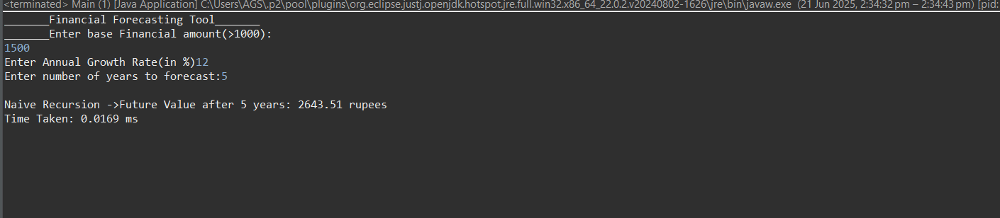 <terminated> Main (1) [Java Application] C:\Users\AGS\.p2\pool\plugins\org.eclipse.justj.openjdk.hotspot.jre.full.win32.x86_64_22.0.2.v20240802-1626\jre\bin\javaw.exe (21 Jun 2025, 2:34:32 pm – 2:34:43 pm) [pid:
_______Financial Forecasting Tool_______
_______Enter base Financial amount(>1000):
1500
Enter Annual Growth Rate(in %)12
Enter number of years to forecast:5
Naive Recursion ->Future Value after 5 years: 2643.51 rupees
Time Taken: 0.0169 ms